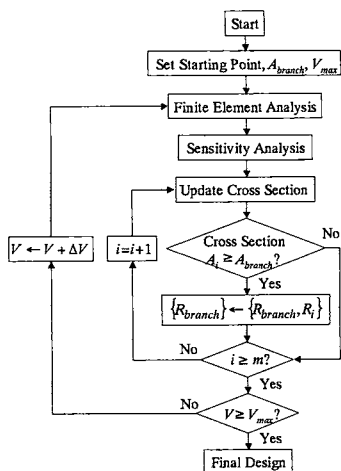 Start
Set Starting Point, A_branch, V_max
Finite Element Analysis
Sensitivity Analysis
Update Cross Section
No
V ← V + ΔV
i=i+1
Cross Section
A_i ≥ A_branch?
Yes
{R_branch} ← {R_branch, R_i}
No
i ≥ m?
Yes
No
V ≥ V_max?
Yes
Final Design